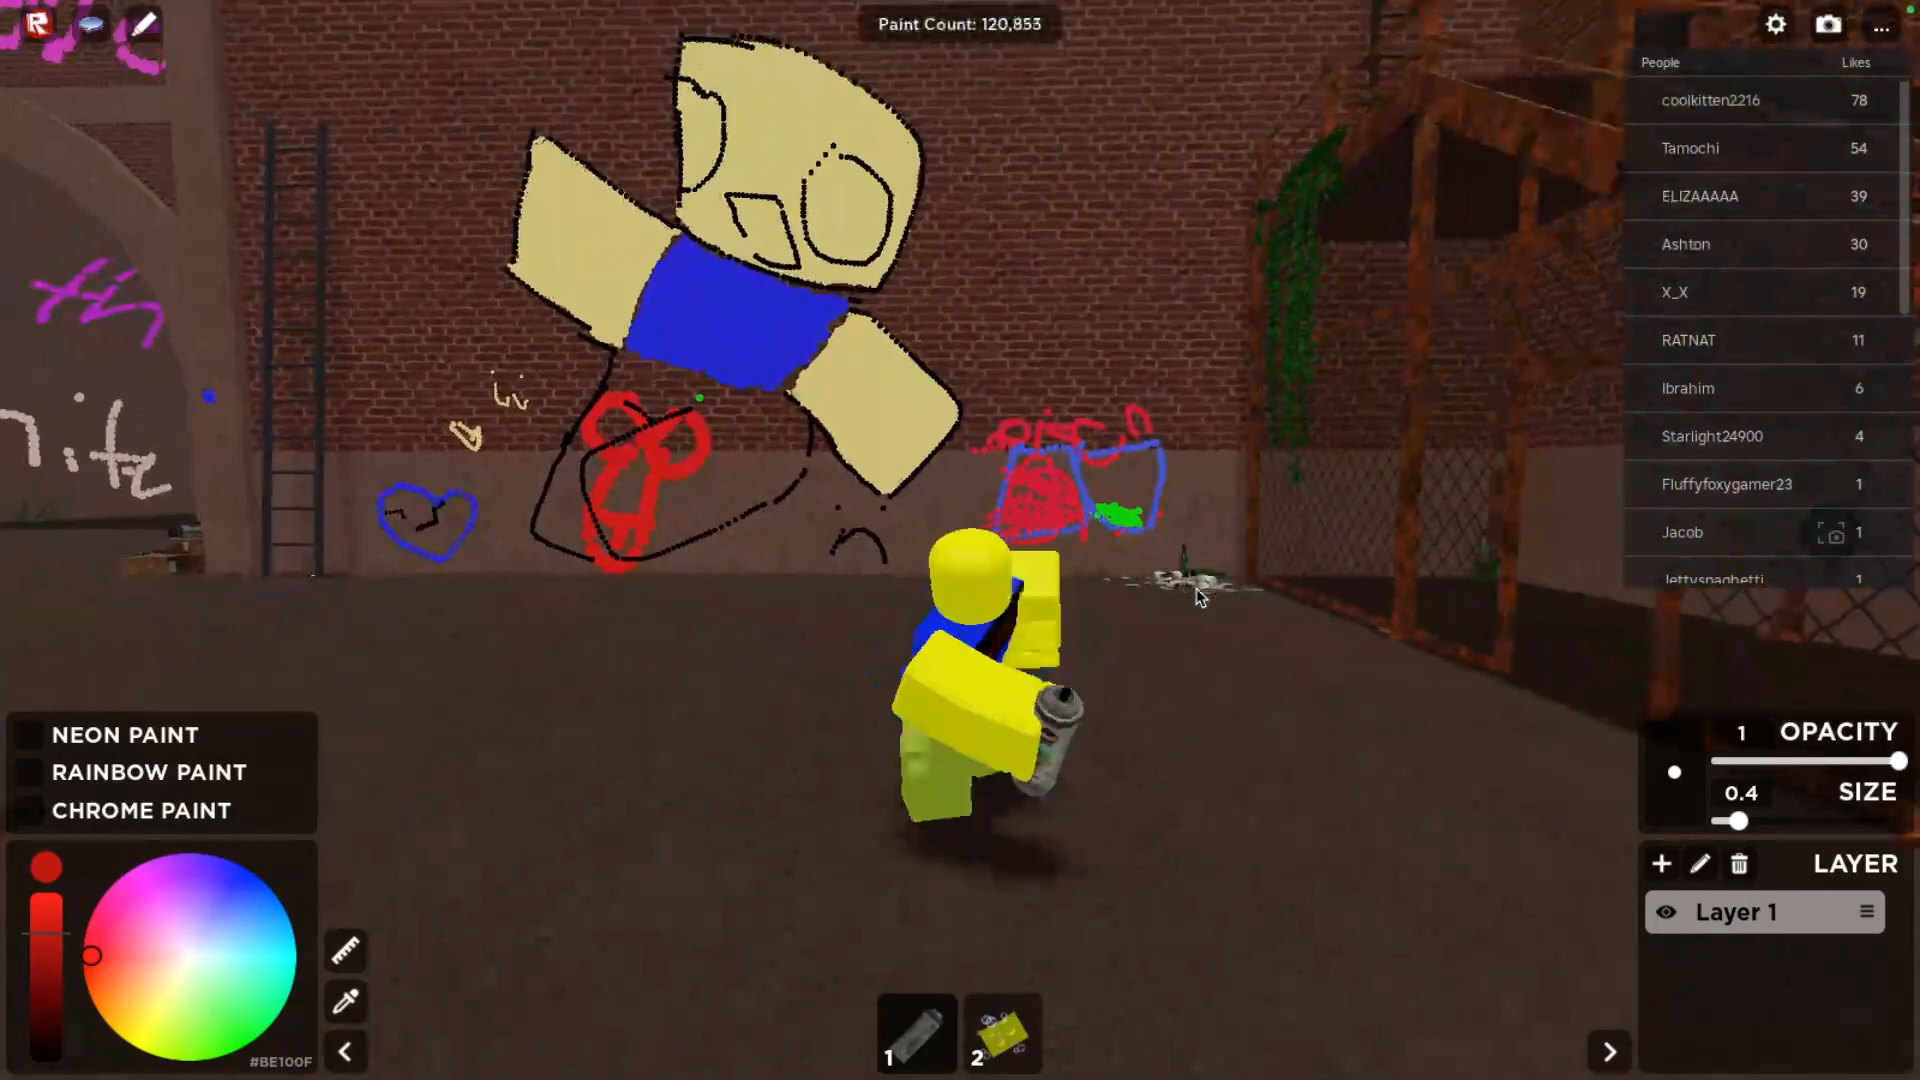 Paint Count: 120,853
People Likes
coolkitten2216 78
Tamochi 54
ELIZAAAAA 39
Ashton 30
X_X 19
RATNAT 11
Ibrahim 6
Starlight24900 4
Fluffyfoxygamer23 1
Jacob 1
Jettyspaghetti 1
NEON PAINT
RAINBOW PAINT
CHROME PAINT
#BE100F
1 OPACITY
0.4 SIZE
LAYER
Layer 1
1
2